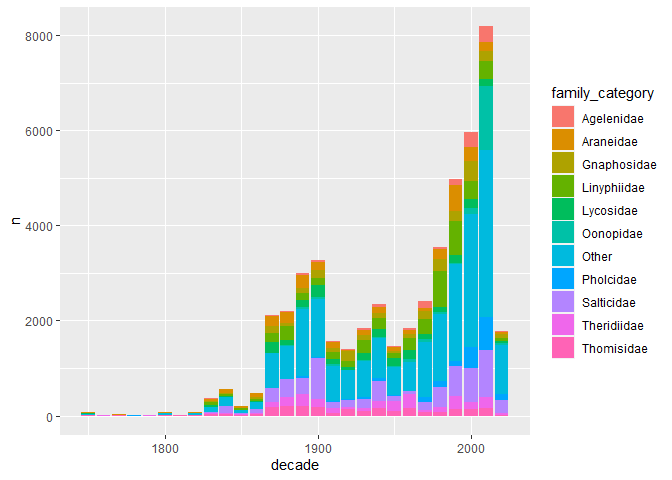 8000
6000
4000
2000
0
n
1800
1900
2000
decade
family_category
Agelenidae
Araneidae
Gnaphosidae
Linyphiidae
Lycosidae
Oonopidae
Other
Pholcidae
Salticidae
Theridiidae
Thomisidae